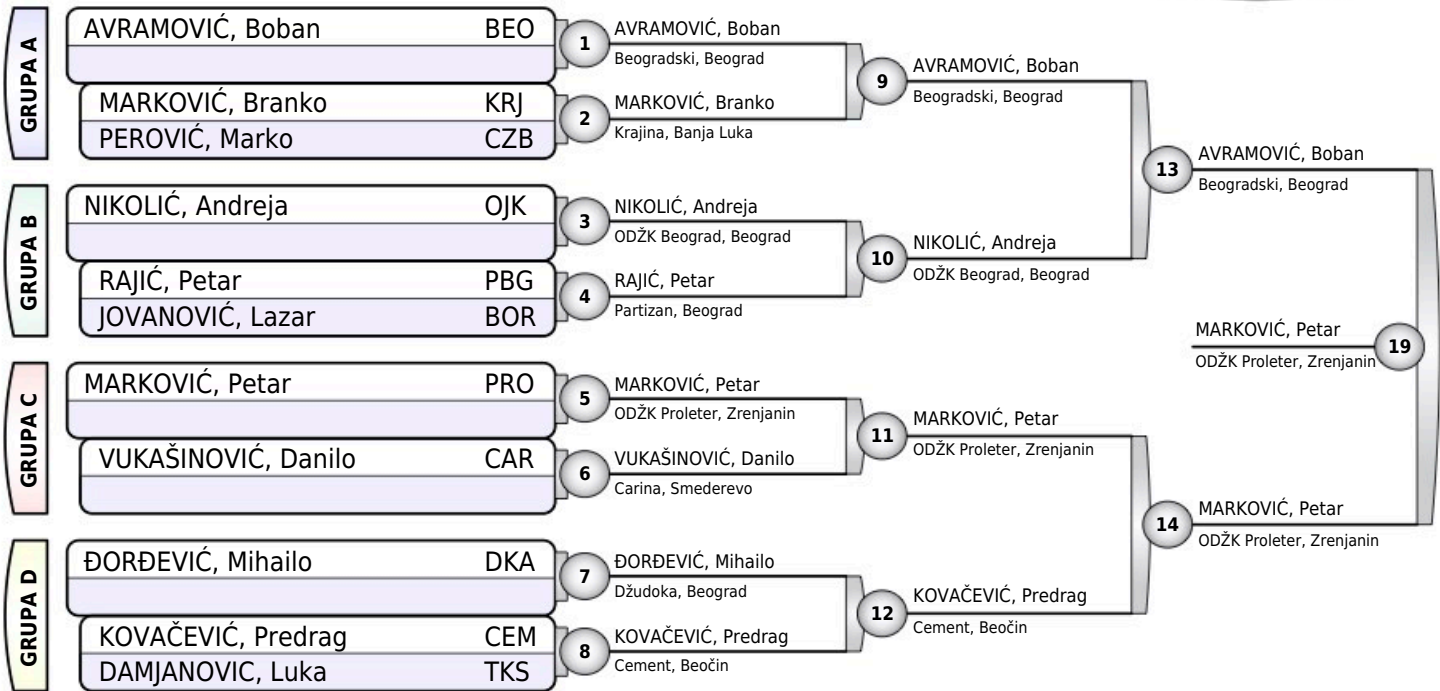 GRUPA A
AVRAMOVIĆ, Boban BEO
MARKOVIĆ, Branko KRJ
PEROVIĆ, Marko CZB
GRUPA B
NIKOLIĆ, Andreja OJK
RAJIĆ, Petar PBG
JOVANOVIĆ, Lazar BOR
GRUPA C
MARKOVIĆ, Petar PRO
VUKAŠINOVIĆ, Danilo CAR
GRUPA D
ĐORĐEVIĆ, Mihailo DKA
KOVAČEVIĆ, Predrag CEM
DAMJANOVIC, Luka TKS
1
AVRAMOVIĆ, Boban
Beogradski, Beograd
2
MARKOVIĆ, Branko
Krajina, Banja Luka
3
NIKOLIĆ, Andreja
ODŽK Beograd, Beograd
4
RAJIĆ, Petar
Partizan, Beograd
5
MARKOVIĆ, Petar
ODŽK Proleter, Zrenjanin
6
VUKAŠINOVIĆ, Danilo
Carina, Smederevo
7
ĐORĐEVIĆ, Mihailo
Džudoka, Beograd
8
KOVAČEVIĆ, Predrag
Cement, Beočin
9
AVRAMOVIĆ, Boban
Beogradski, Beograd
10
NIKOLIĆ, Andreja
ODŽK Beograd, Beograd
11
MARKOVIĆ, Petar
ODŽK Proleter, Zrenjanin
12
KOVAČEVIĆ, Predrag
Cement, Beočin
13
AVRAMOVIĆ, Boban
Beogradski, Beograd
14
MARKOVIĆ, Petar
ODŽK Proleter, Zrenjanin
MARKOVIĆ, Petar
ODŽK Proleter, Zrenjanin
19